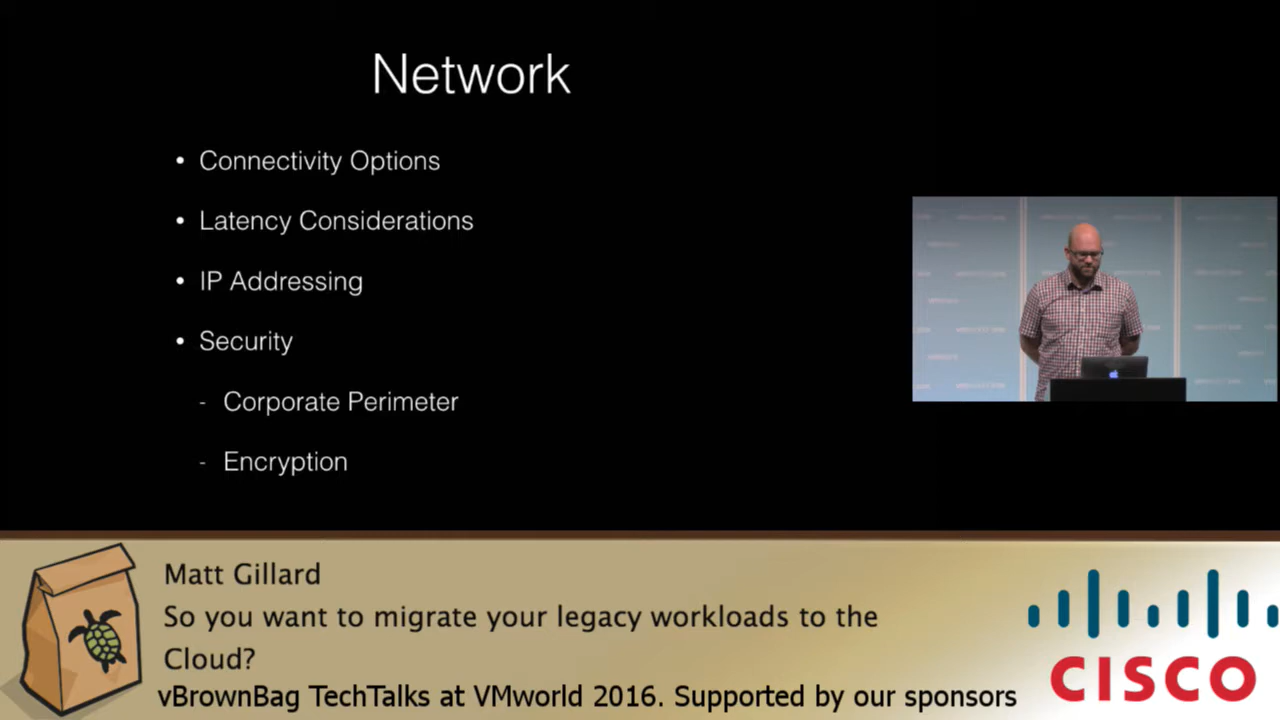 Network
• Connectivity Options
• Latency Considerations
• IP Addressing
• Security
- Corporate Perimeter
- Encryption
Matt Gillard
So you want to migrate your legacy workloads to the
Cloud?
vBrownBag TechTalks at VMworld 2016. Supported by our sponsors
CISCO